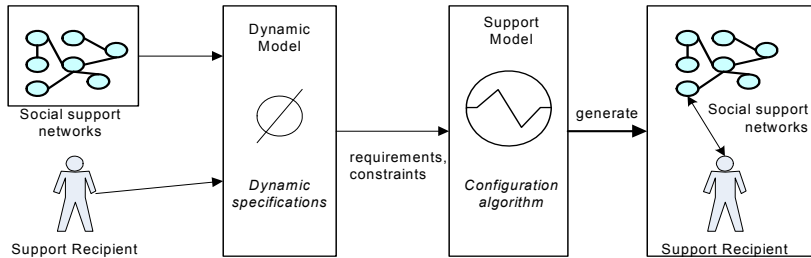 Social support
networks
Support Recipient
Dynamic
Model
Dynamic
specifications
requirements,
constraints
Support
Model
Configuration
algorithm
generate
Social support
networks
Support Recipient